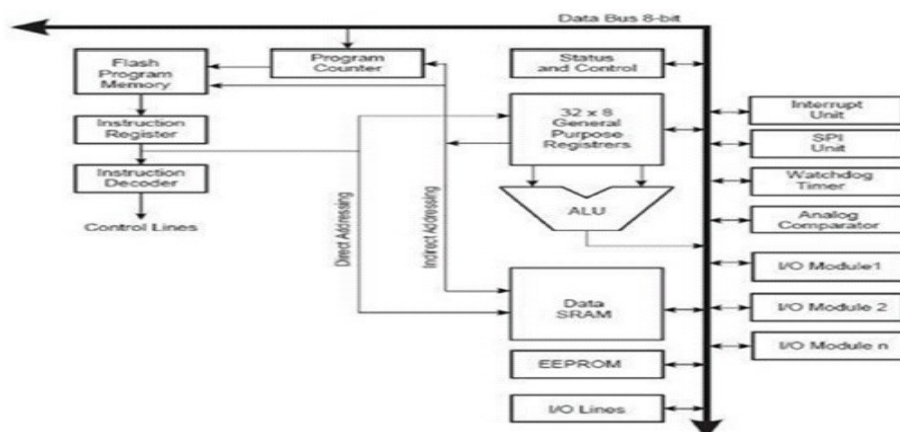 Data Bus 8-bit
Flash
Program
Memory
Program
Counter
Status
and Control
Instruction
Register
32 x 8
General
Purpose
Registrers
Interrupt
Unit
SPI
Unit
Instruction
Decoder
Watchdog
Timer
ALU
Analog
Comparator
Control Lines
Direct Addressing
Indirect Addressing
I/O Module1
Data
SRAM
I/O Module 2
I/O Module n
EEPROM
I/O Lines